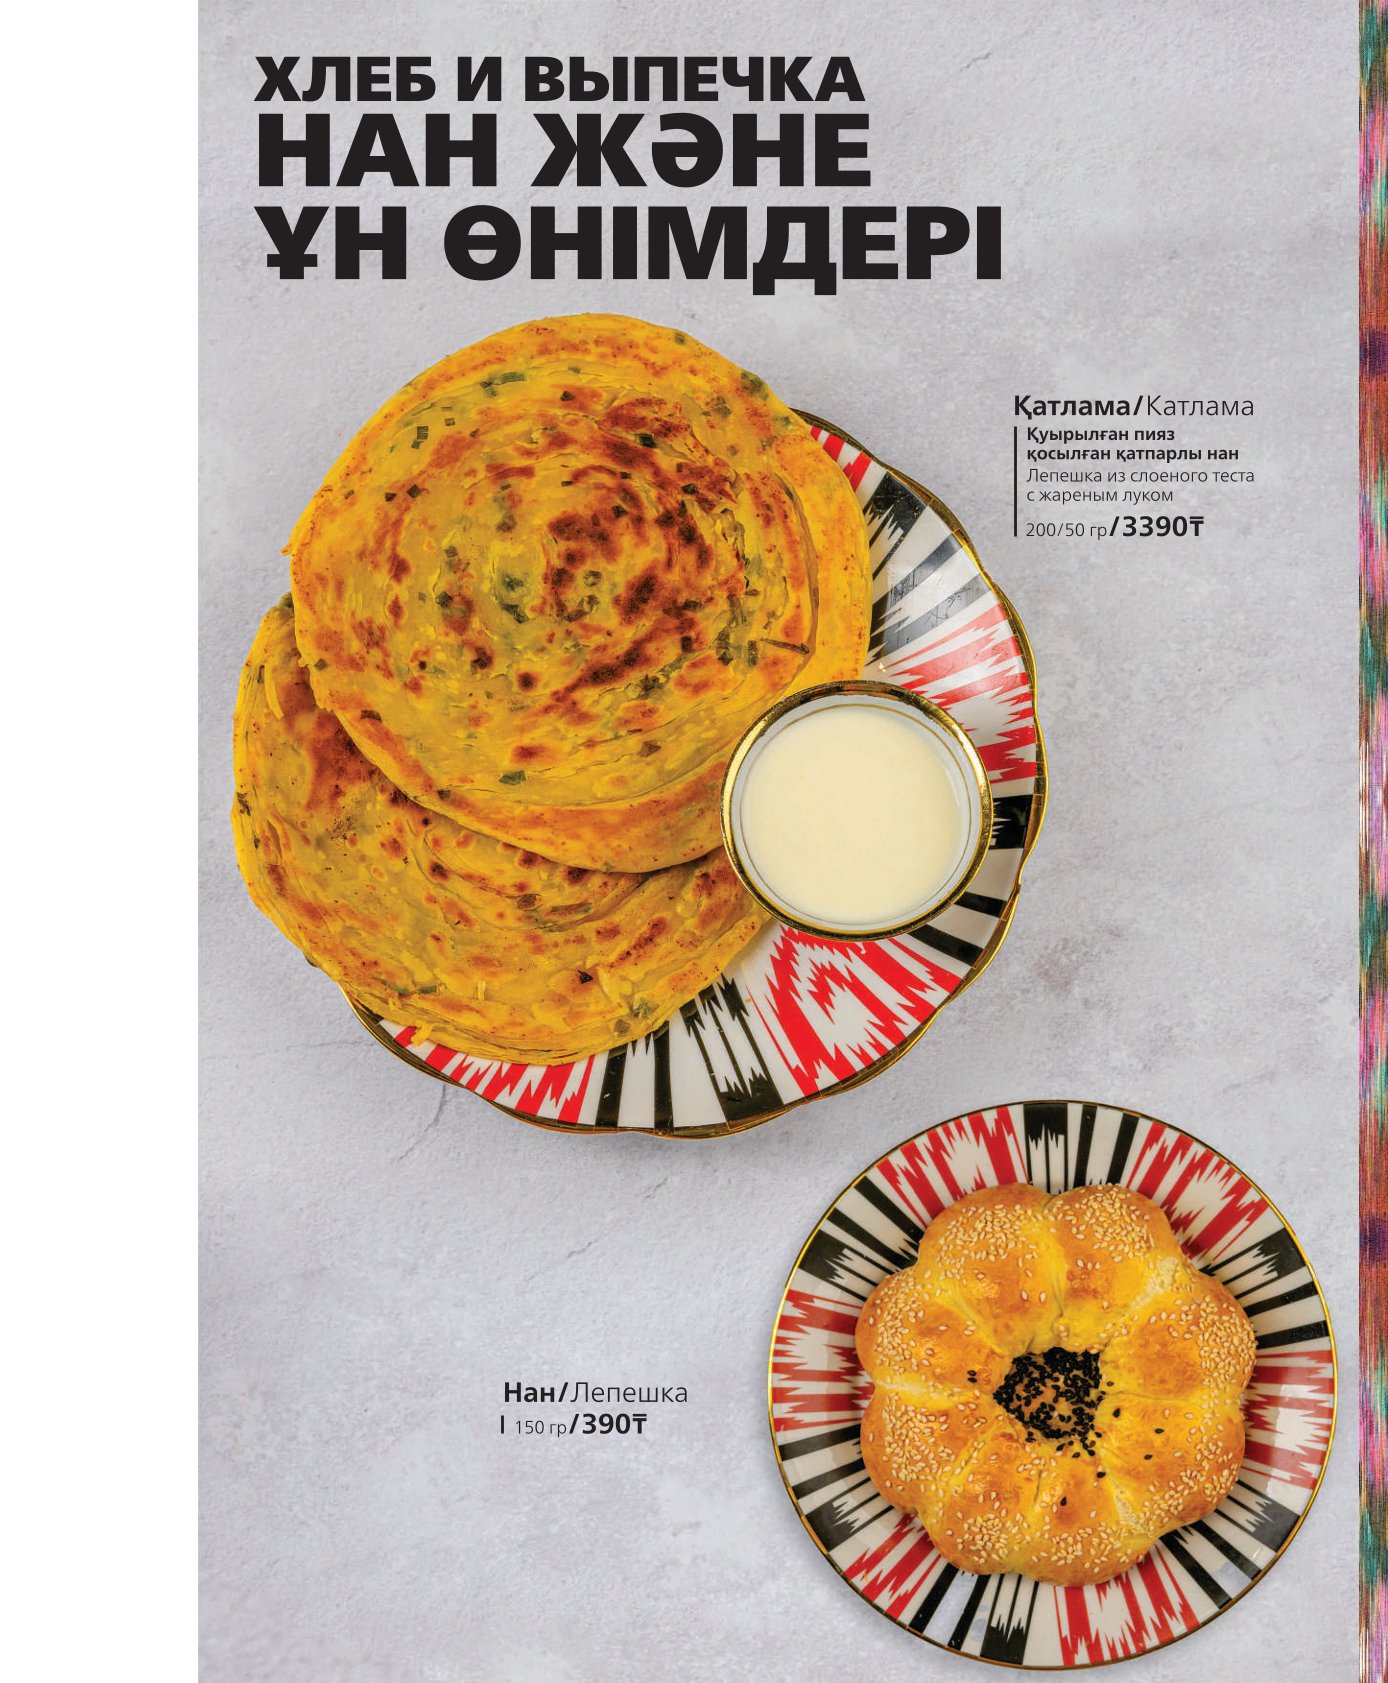 ХЛЕБ И ВЫПЕЧКА
НАН ЖӘНЕ
ҰН ӨНІМДЕРІ
Қатлама/Катлама
Қуырылған пияз
қосылған қатпарлы нан
Лепешка из слоеного теста
с жареным луком
200/50 гр/3390₸
Нан/Лепешка
150 гр/390₸